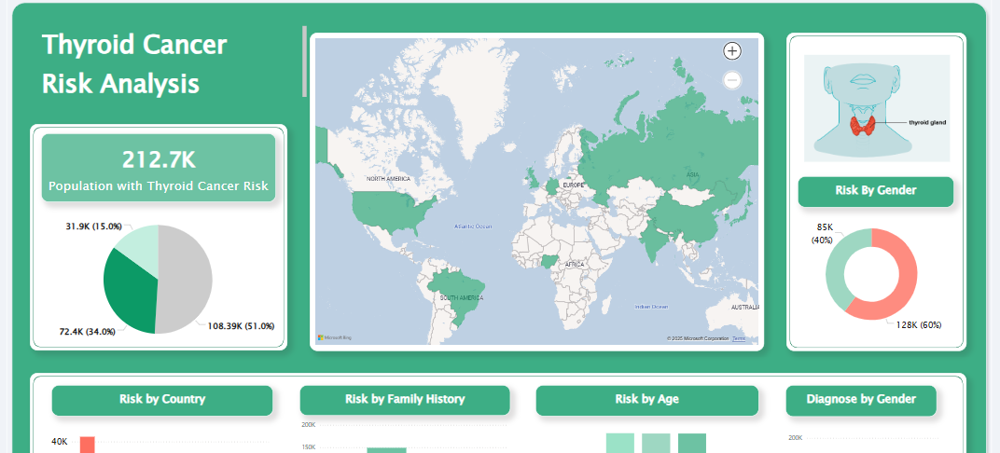 Thyroid Cancer
Risk Analysis
212.7K
Population with Thyroid Cancer Risk
31.9K (15.0%)
72.4K (34.0%)
108.39K (51.0%)
NORTH AMERICA
EUROPE
ASIA
Atlantic Ocean
AFRICA
SOUTH AMERICA
Indian Ocean
AUSTRALIA
Microsoft Bing
© 2025 Microsoft Corporation Terms
thyroid gland
Risk By Gender
85K
(40%)
128K (60%)
Risk by Country
Risk by Family History
Risk by Age
Diagnose by Gender
40K
200K
150K
200K